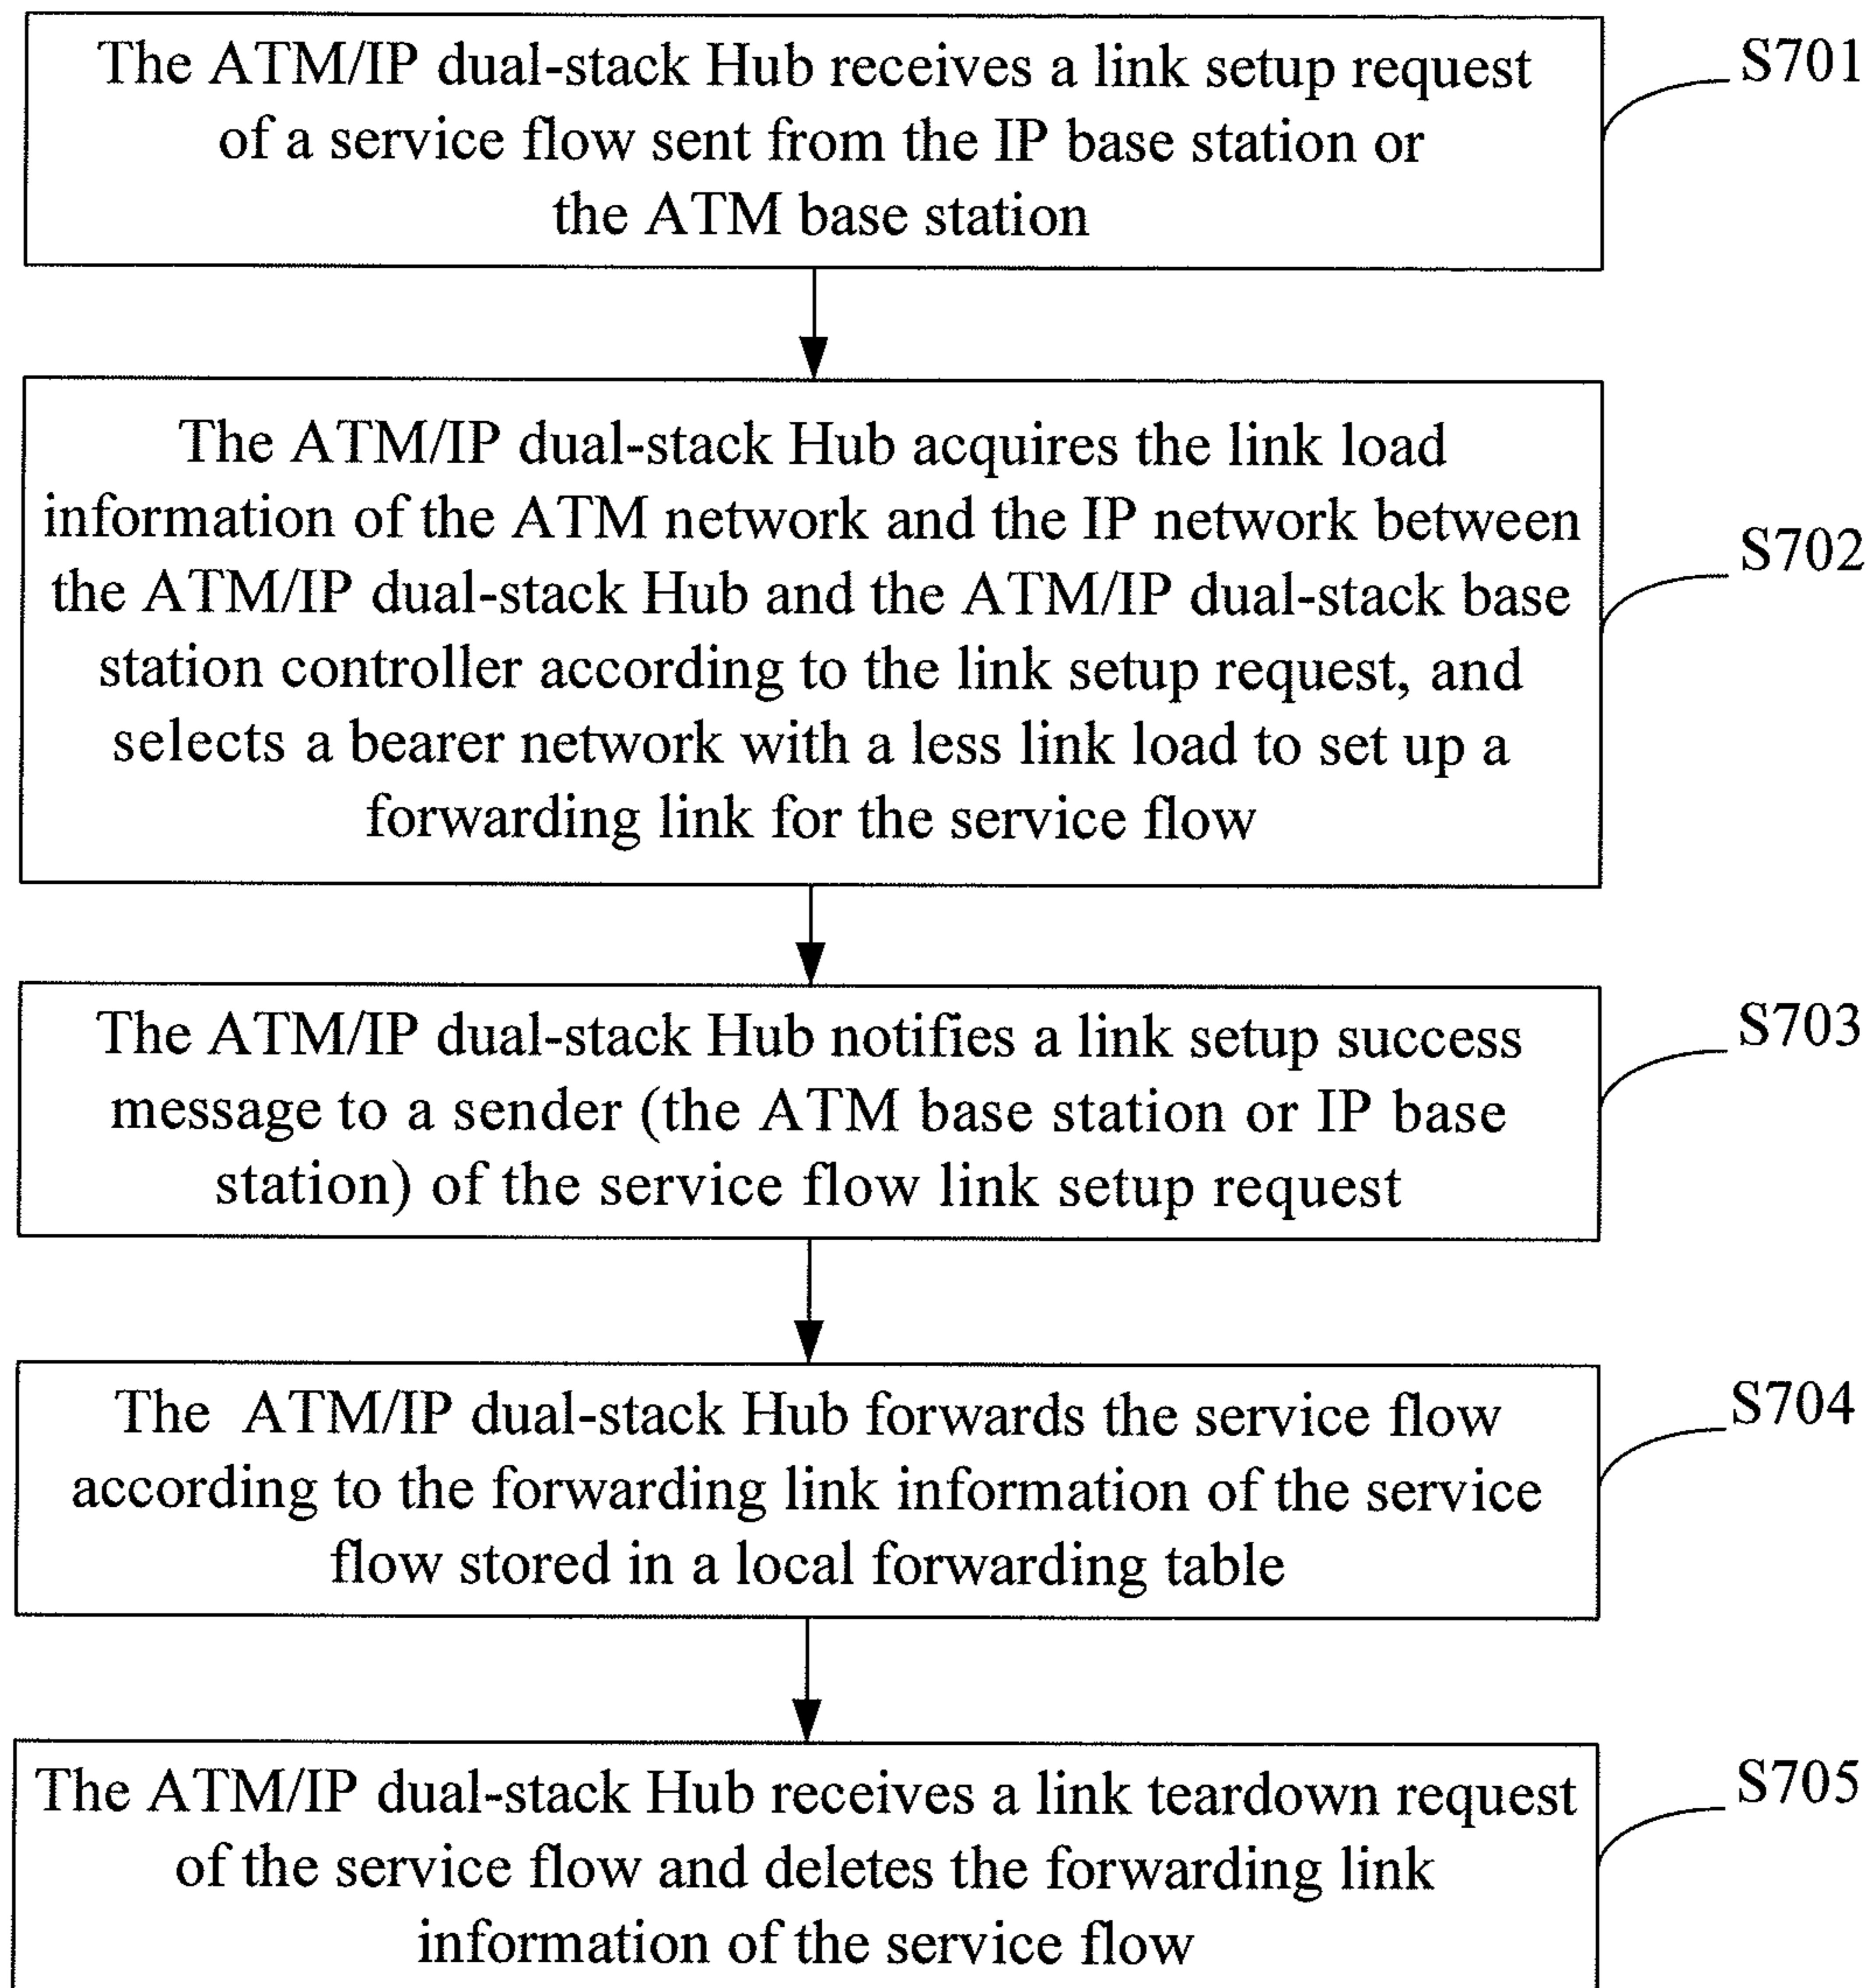 The ATM/IP dual-stack Hub receives a link setup request
of a service flow sent from the IP base station or
the ATM base station
S701
The ATM/IP dual-stack Hub acquires the link load
information of the ATM network and the IP network between
the ATM/IP dual-stack Hub and the ATM/IP dual-stack base
station controller according to the link setup request, and
selects a bearer network with a less link load to set up a
forwarding link for the service flow
S702
The ATM/IP dual-stack Hub notifies a link setup success
message to a sender (the ATM base station or IP base
station) of the service flow link setup request
S703
The ATM/IP dual-stack Hub forwards the service flow
according to the forwarding link information of the service
flow stored in a local forwarding table
S704
The ATM/IP dual-stack Hub receives a link teardown request
of the service flow and deletes the forwarding link
information of the service flow
S705